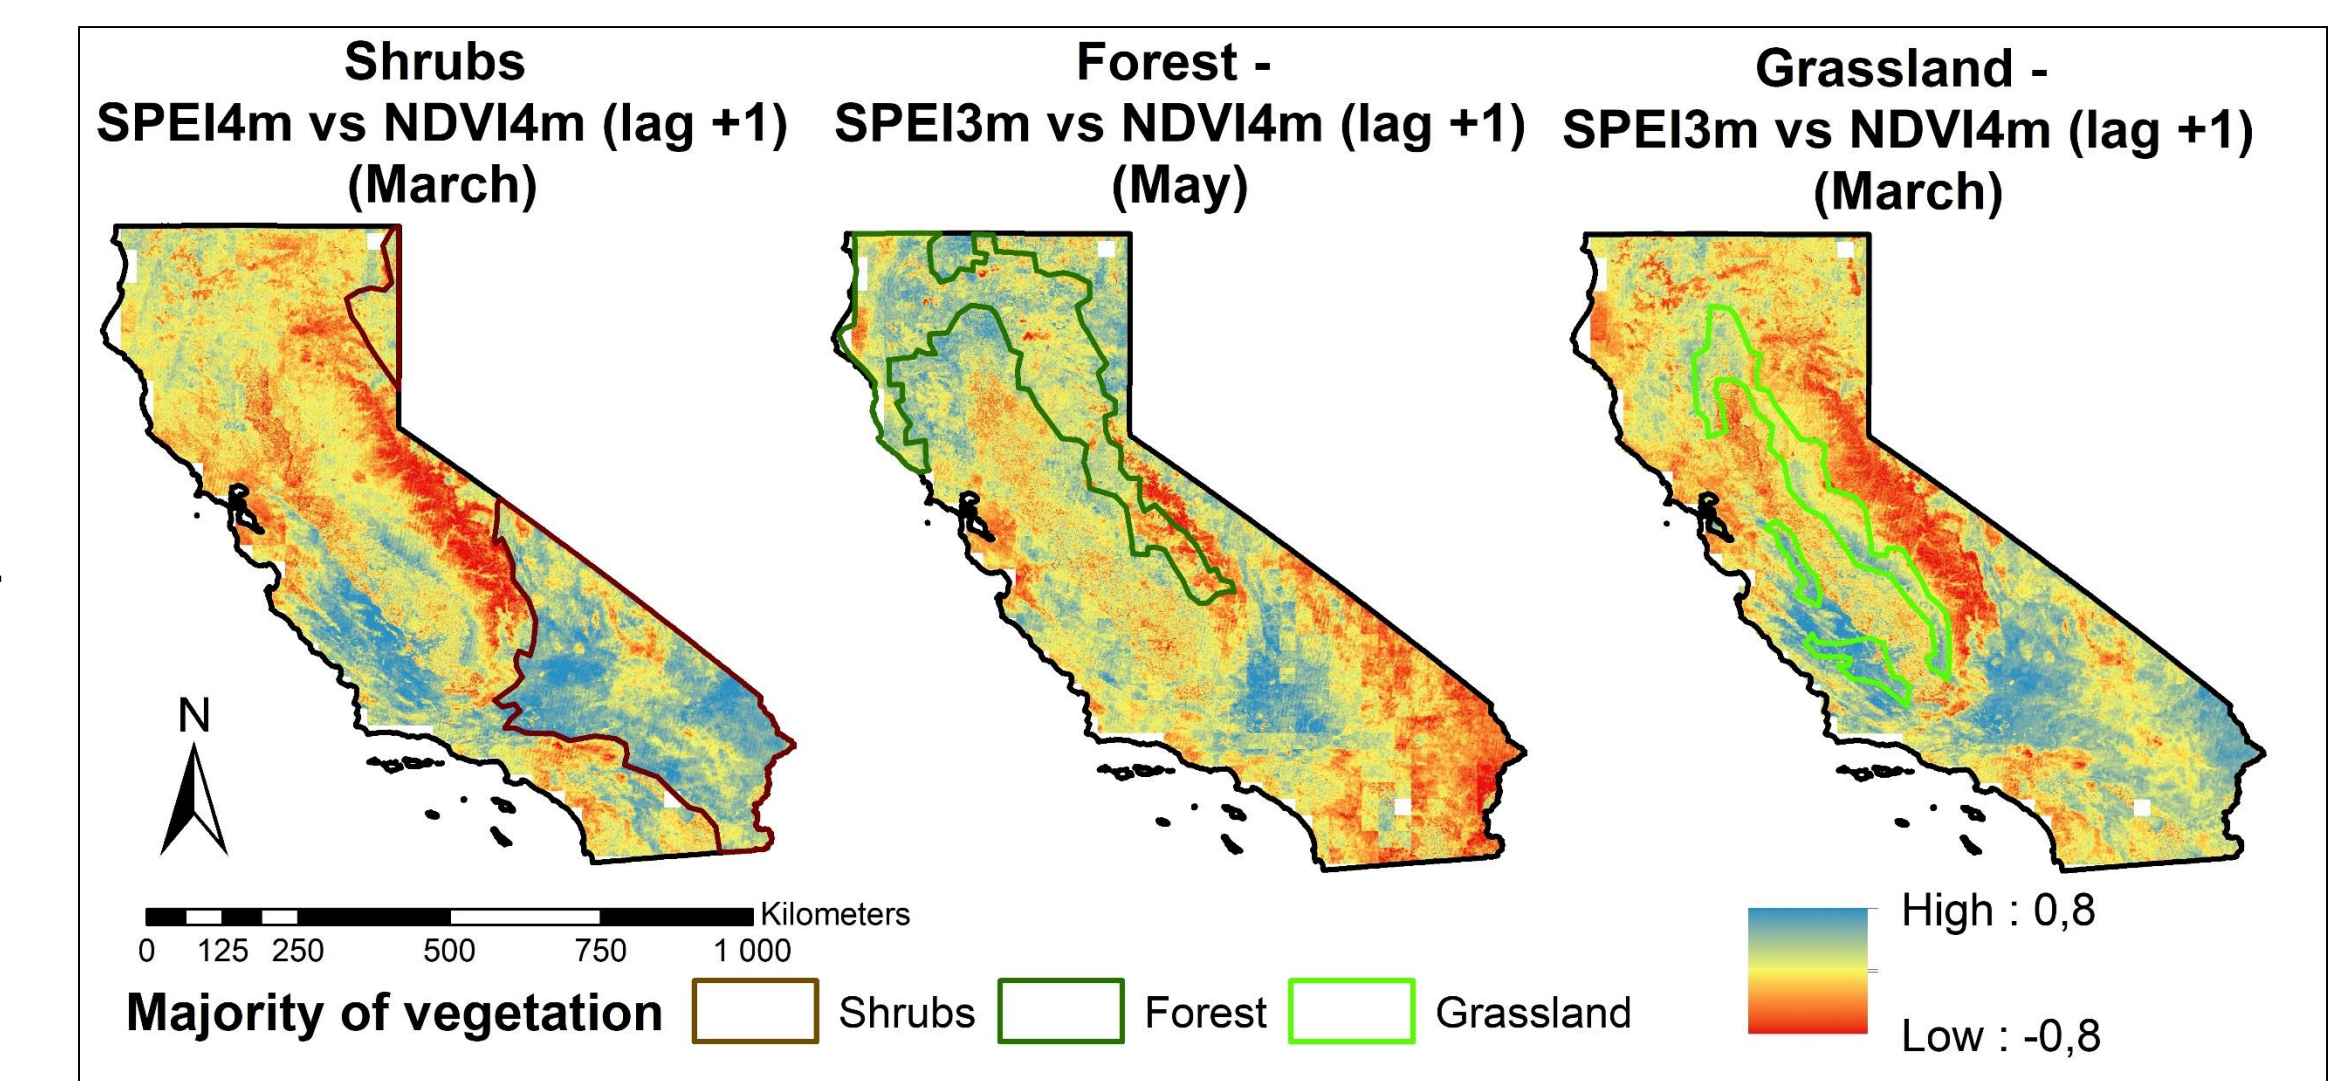 Shrubs
SPEI4m vs NDVI4m (lag +1)
(March)
Forest -
SPEI3m vs NDVI4m (lag +1)
(May)
Grassland -
SPEI3m vs NDVI4m (lag +1)
(March)
N
Kilometers
0 125 250 500 750 1 000
Majority of vegetation Shrubs Forest Grassland
High : 0,8
Low : -0,8